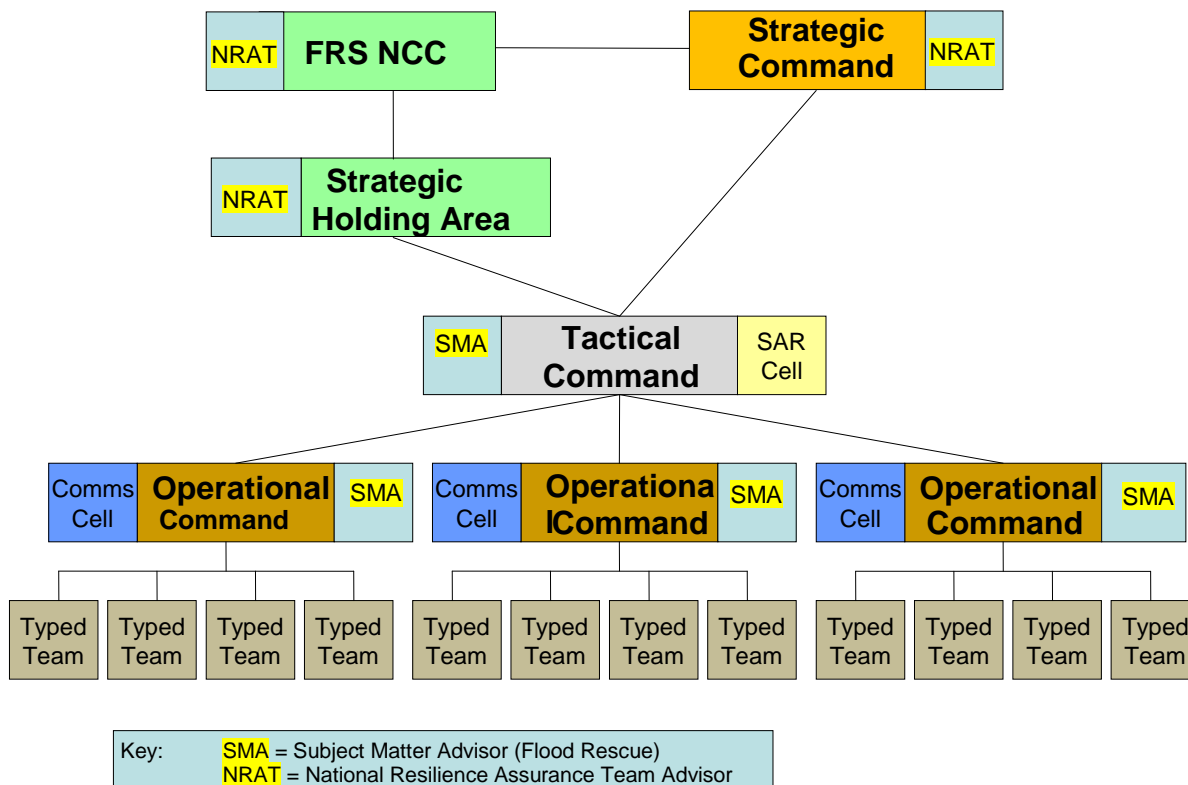 NRAT
FRS NCC
Strategic
Command
NRAT
NRAT
Strategic
Holding Area
SMA
Tactical
Command
SAR
Cell
Comms
Cell
Operational
Command
SMA
Comms
Cell
Operationa
lCommand
SMA
Comms
Cell
Operational
Command
SMA
Typed
Team
Typed
Team
Typed
Team
Typed
Team
Typed
Team
Typed
Team
Typed
Team
Typed
Team
Typed
Team
Typed
Team
Typed
Team
Typed
Team
Key: SMA = Subject Matter Advisor (Flood Rescue)
NRAT = National Resilience Assurance Team Advisor